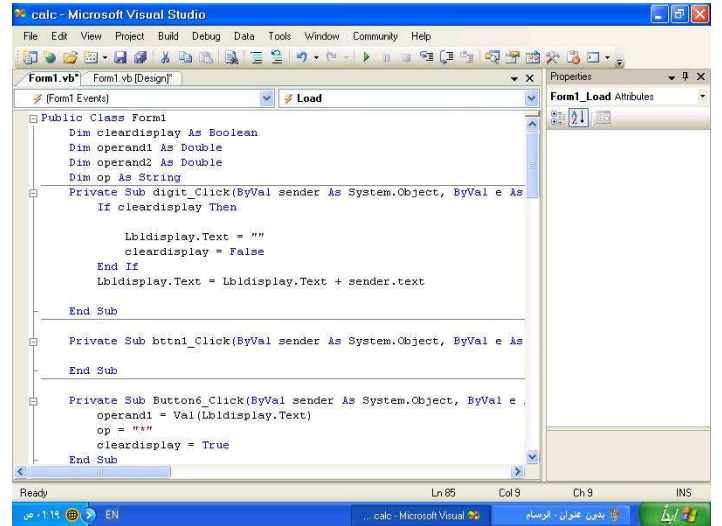 calc - Microsoft Visual Studio
File Edit View Project Build Debug Data Tools Window Community Help
Form1.vb* Form1.vb [Design]*
Properties
(Form1 Events) Load
Form1_Load Attributes
Public Class Form1
Dim cleardisplay As Boolean
Dim operand1 As Double
Dim operand2 As Double
Dim op As String
Private Sub digit_Click(ByVal sender As System.Object, ByVal e As
If cleardisplay Then
Lbldisplay.Text = ""
cleardisplay = False
End If
Lbldisplay.Text = Lbldisplay.Text + sender.text
End Sub
Private Sub bttn1_Click(ByVal sender As System.Object, ByVal e As
End Sub
Private Sub Button6_Click(ByVal sender As System.Object, ByVal e .
operand1 = Val(Lbldisplay.Text)
op = "*"
cleardisplay = True
End Sub
Ready Ln 85 Col 9 Ch 9 INS
٠١:١٩ ص EN ... calc - Microsoft Visual بدون عنوان - الرسام ابدأ